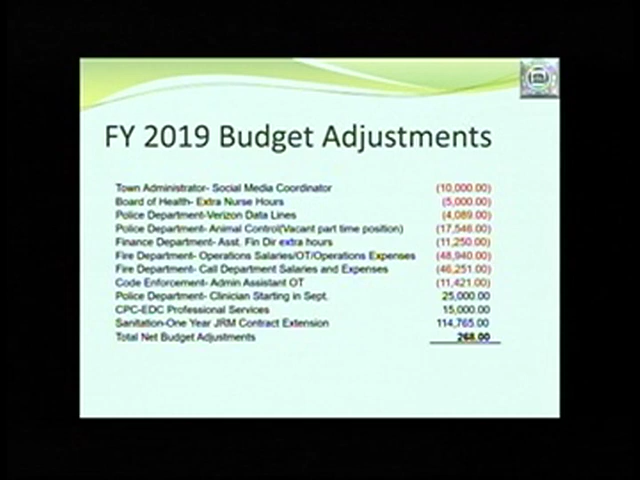 FY 2019 Budget Adjustments
Town Administrator- Social Media Coordinator (10,000.00)
Board of Health- Extra Nurse Hours (5,000.00)
Police Department-Verizon Data Lines (4,089.00)
Police Department- Animal Control(Vacant part time position) (17,546.00)
Finance Department- Asst. Fin Dir extra hours (11,250.00)
Fire Department- Operations Salaries/OT/Operations Expenses (48,940.00)
Fire Department- Call Department Salaries and Expenses (46,251.00)
Code Enforcement- Admin Assistant OT (11,421.00)
Police Department- Clinician Starting in Sept. 25,000.00
CPC-EDC Professional Services 15,000.00
Sanitation-One Year JRM Contract Extension 114,765.00
Total Net Budget Adjustments 268.00